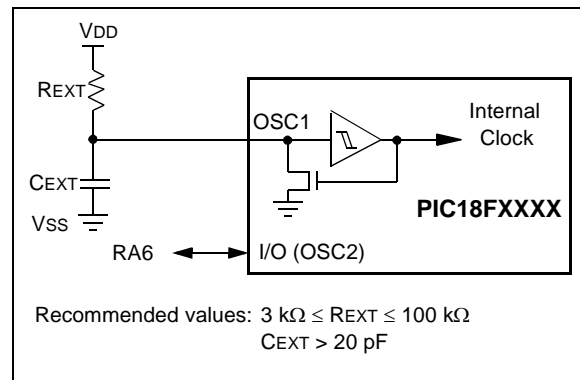 VDD
REXT
OSC1
Internal
Clock
CEXT
PIC18FXXXX
VSS
RA6
I/O (OSC2)
Recommended values: 3 kΩ ≤ REXT ≤ 100 kΩ
CEXT > 20 pF